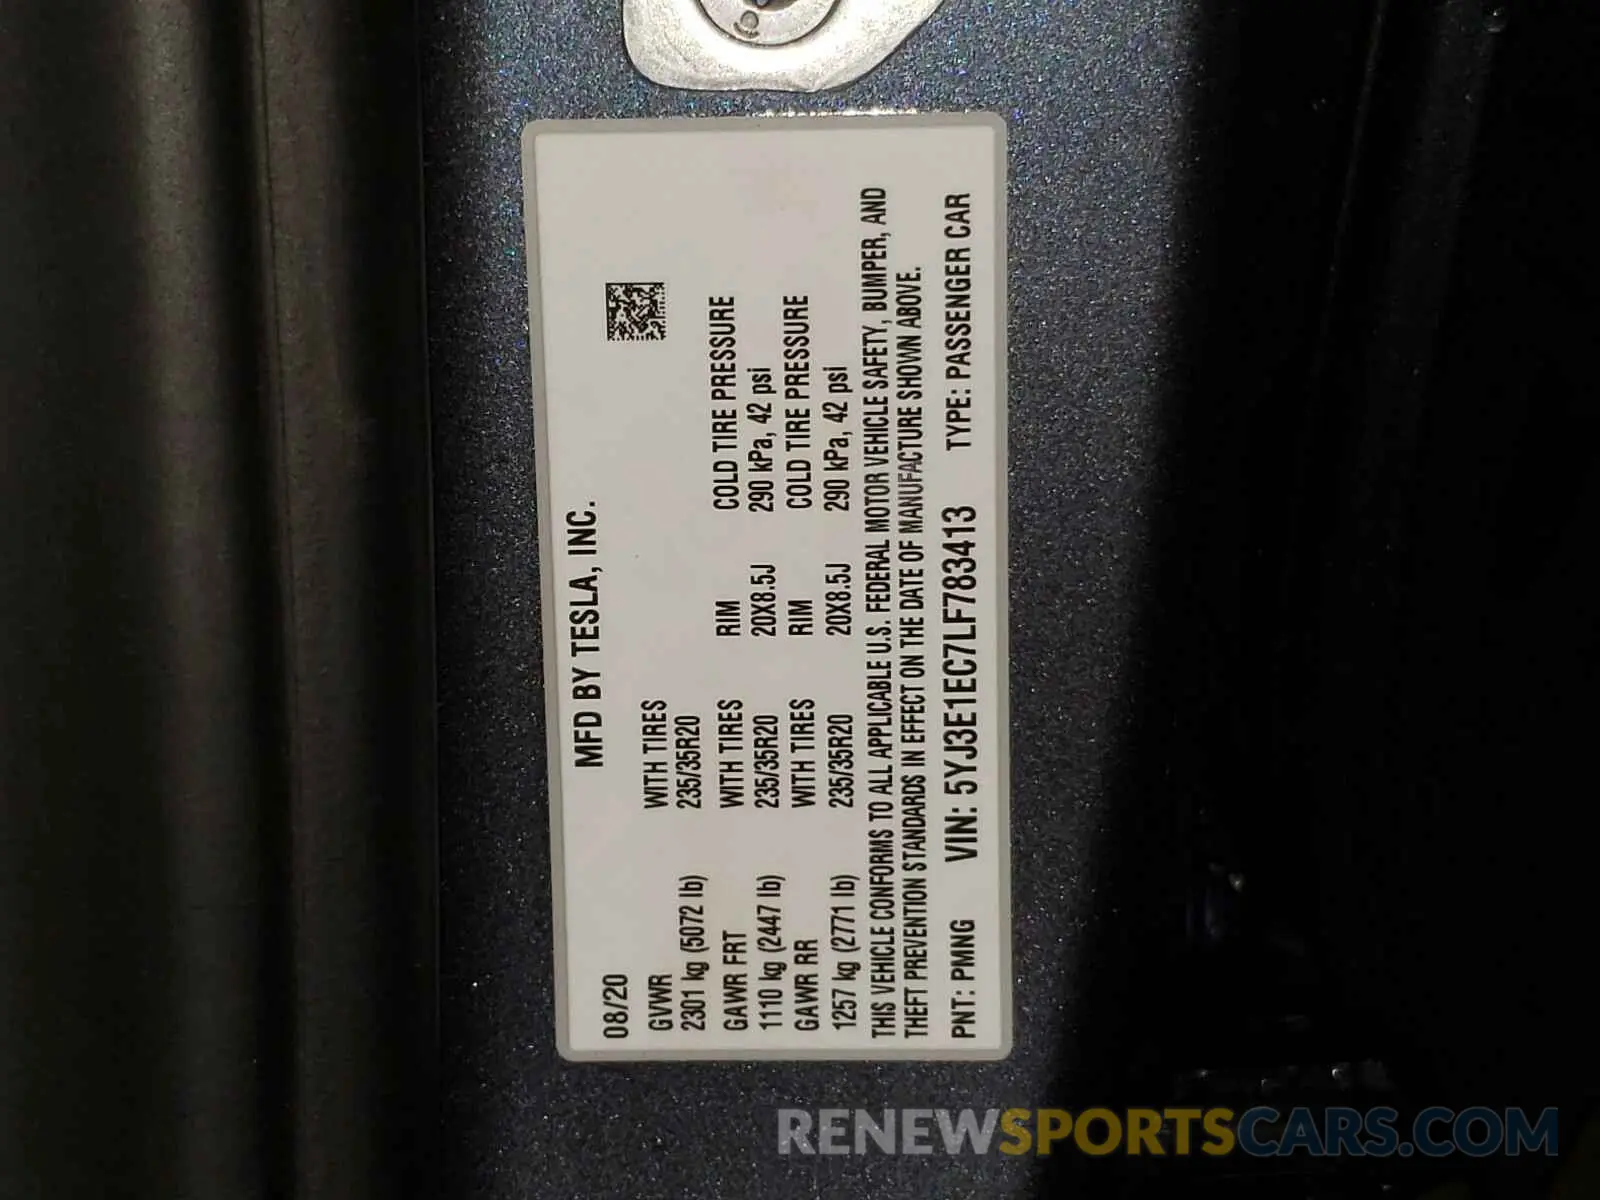 MFD BY TESLA, INC.
08/20
GVWR WITH TIRES
2301 kg (5072 lb) 235/35R20
GAWR FRT WITH TIRES RIM COLD TIRE PRESSURE
1110 kg (2447 lb) 235/35R20 20X8.5J 290 kPa, 42 psi
GAWR RR WITH TIRES RIM COLD TIRE PRESSURE
1257 kg (2771 lb) 235/35R20 20X8.5J 290 kPa, 42 psi
THIS VEHICLE CONFORMS TO ALL APPLICABLE U.S. FEDERAL MOTOR VEHICLE SAFETY, BUMPER, AND
THEFT PREVENTION STANDARDS IN EFFECT ON THE DATE OF MANUFACTURE SHOWN ABOVE.
PNT: PMNG VIN: 5YJ3E1EC7LF783413 TYPE: PASSENGER CAR
RENEWSPORTSCARS.COM